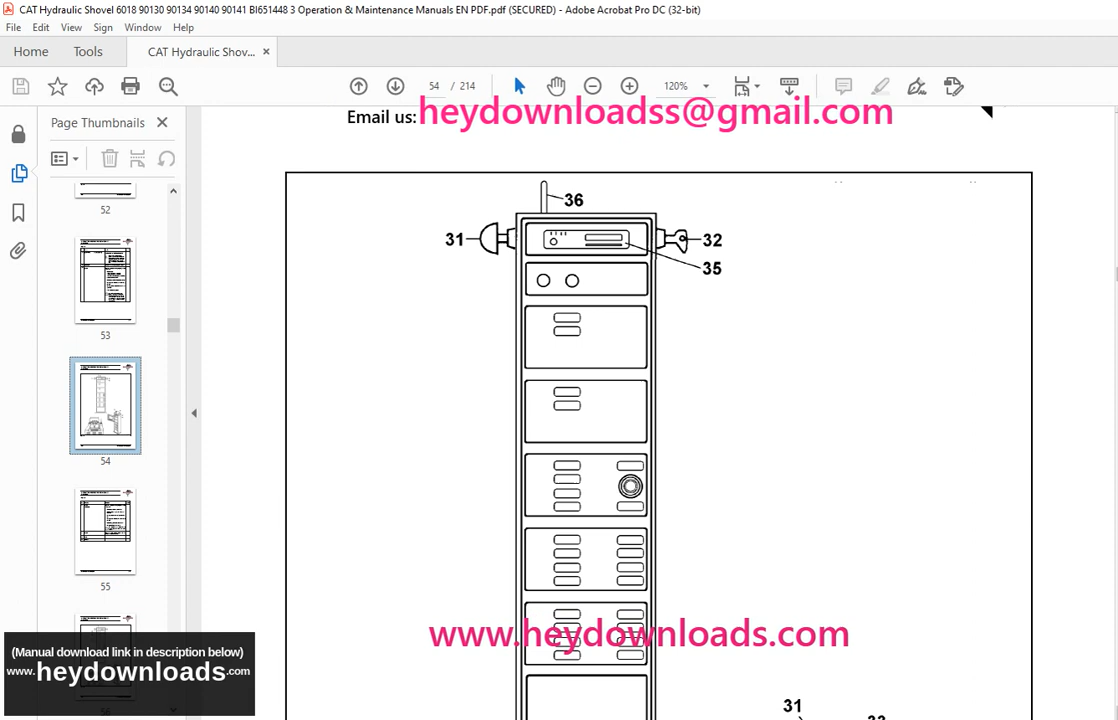 CAT Hydraulic Shovel 6018 90130 90134 90140 90141 BI651448 3 Operation & Maintenance Manuals EN PDF.pdf (SECURED) - Adobe Acrobat Pro DC (32-bit)
File Edit View Sign Window Help
Home Tools CAT Hydraulic Shov... ×
54 / 214 120%
Email us: heydownloadss@gmail.com
Page Thumbnails
52
53
54
55
36
31
32
35
www.heydownloads.com
31
(Manual download link in description below)
www.heydownloads.com